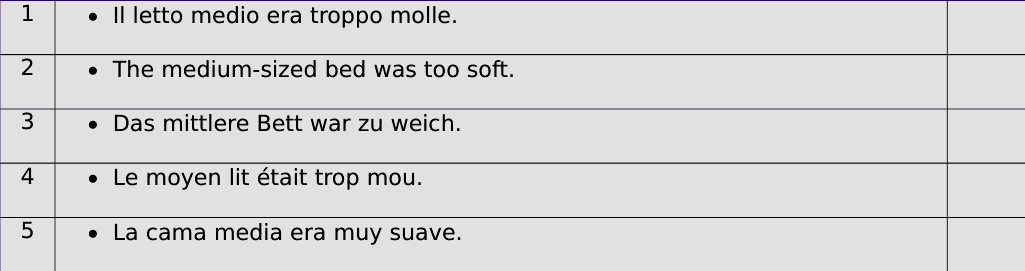 1 • Il letto medio era troppo molle.
2 • The medium-sized bed was too soft.
3 • Das mittlere Bett war zu weich.
4 • Le moyen lit était trop mou.
5 • La cama media era muy suave.